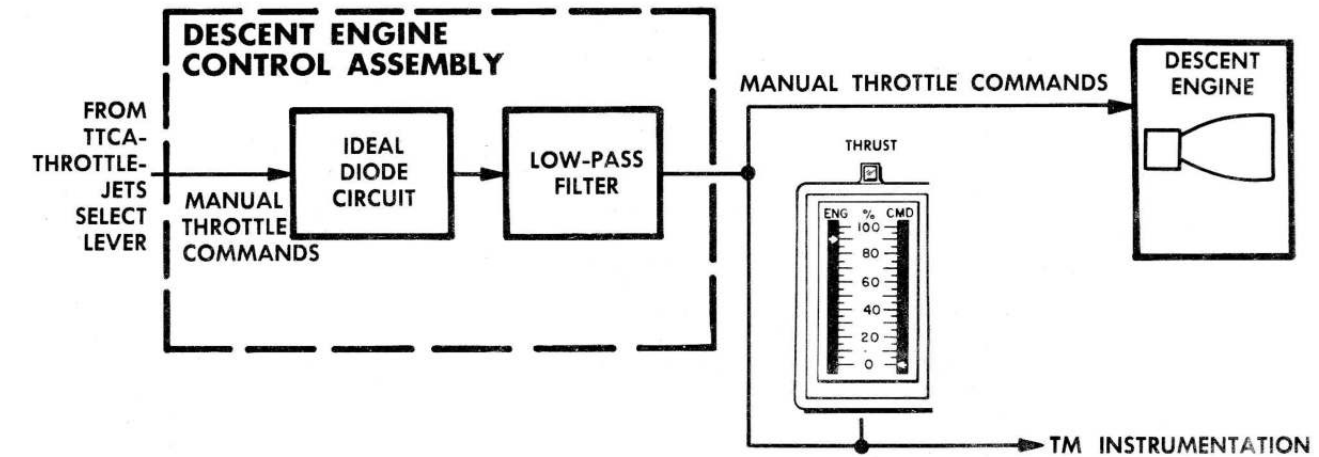 DESCENT ENGINE
CONTROL ASSEMBLY
FROM
TTCA-
THROTTLE-
JETS
SELECT
LEVER
MANUAL
THROTTLE
COMMANDS
IDEAL
DIODE
CIRCUIT
LOW-PASS
FILTER
MANUAL THROTTLE COMMANDS
THRUST
ENG % CMD
100
80
60
40
20
0
DESCENT
ENGINE
TM INSTRUMENTATION